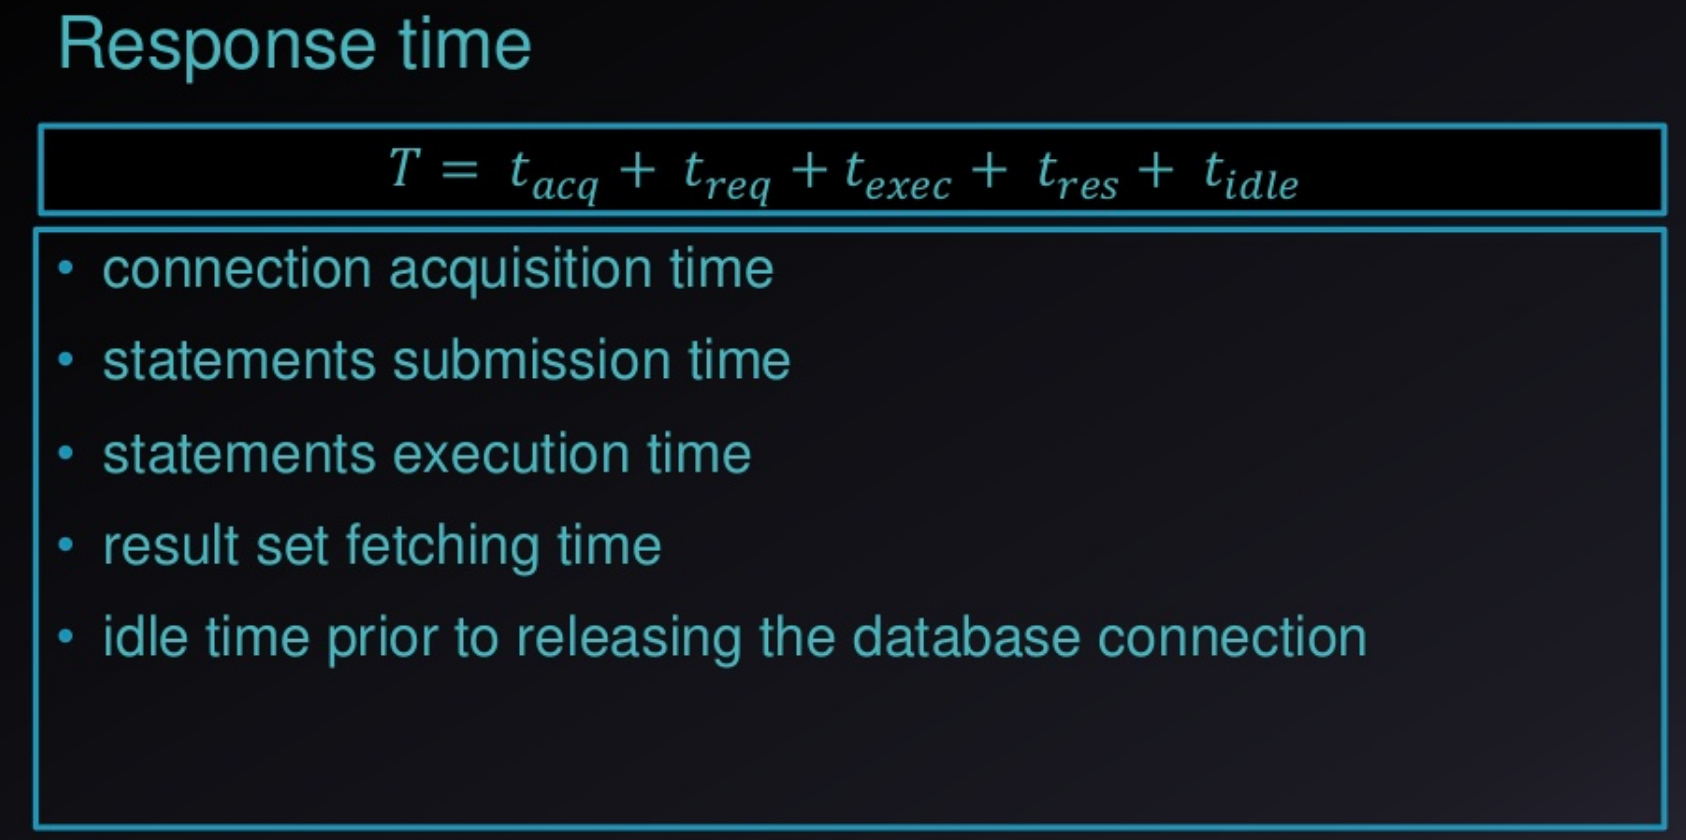 Response time
T = t_acq + t_req + t_exec + t_res + t_idle
• connection acquisition time
• statements submission time
• statements execution time
• result set fetching time
• idle time prior to releasing the database connection